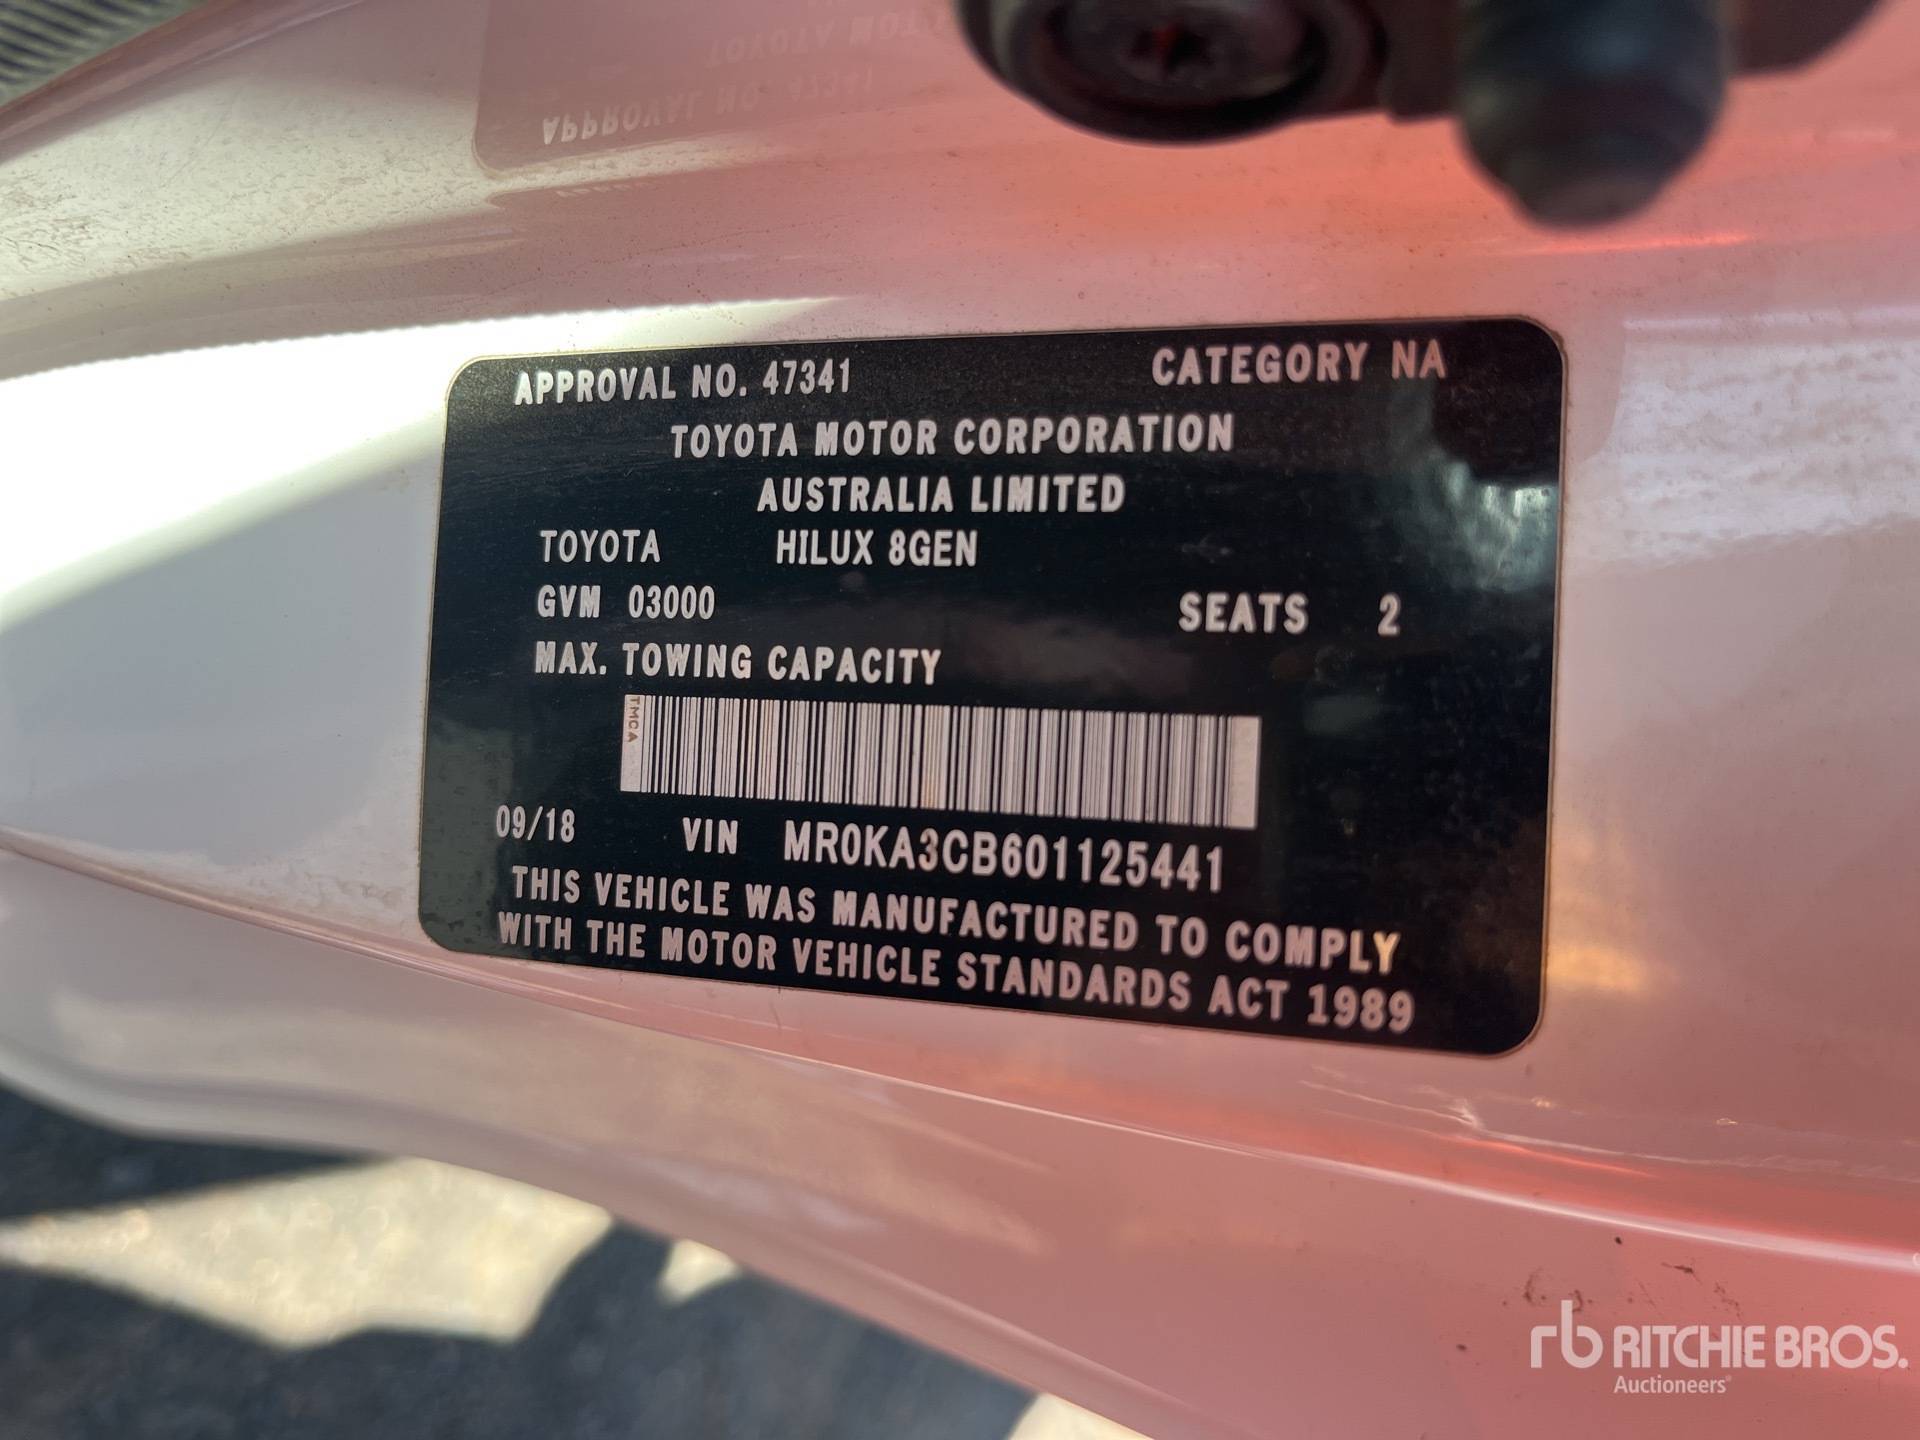 APPROVAL NO. 47341 CATEGORY NA
TOYOTA MOTOR CORPORATION
AUSTRALIA LIMITED
TOYOTA HILUX 8GEN
GVM 03000 SEATS 2
MAX. TOWING CAPACITY
TMCA
09/18 VIN MR0KA3CB601125441
THIS VEHICLE WAS MANUFACTURED TO COMPLY
WITH THE MOTOR VEHICLE STANDARDS ACT 1989
rb RITCHIE BROS.
Auctioneers